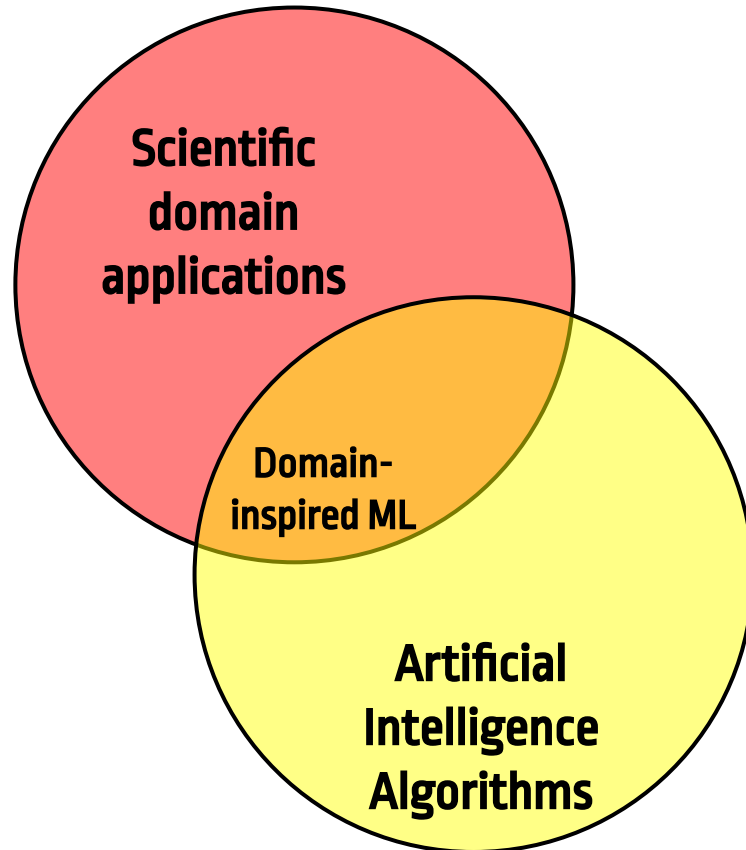 Scientific
domain
applications
Domain-
inspired ML
Artificial
Intelligence
Algorithms